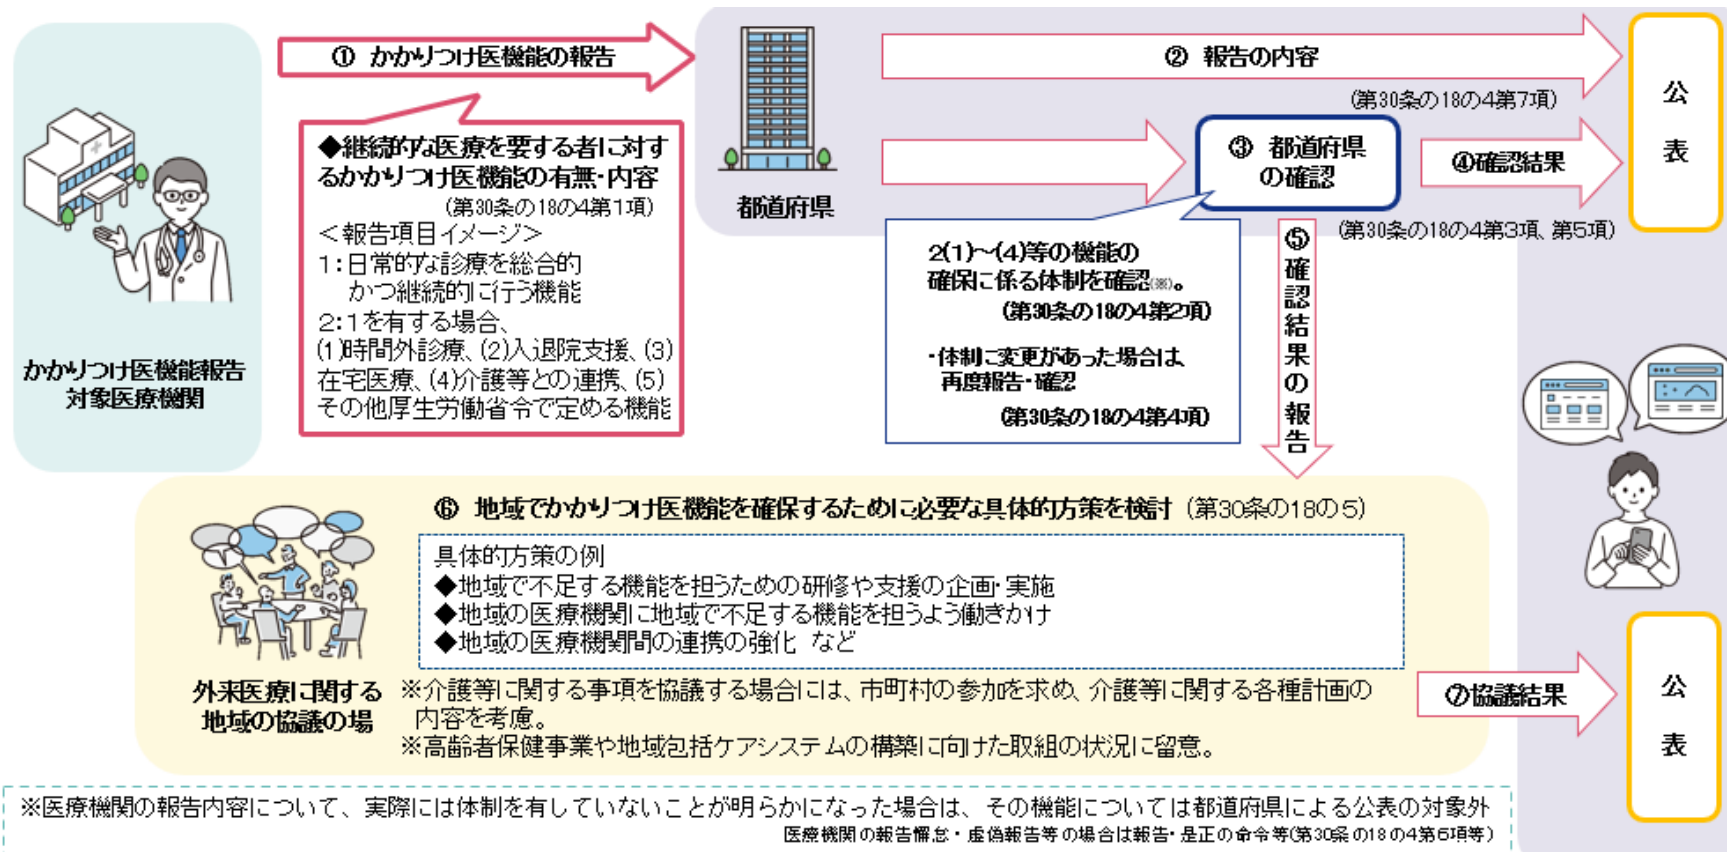 ① かかりつけ医機能の報告
② 報告の内容
(第30条の18の4第7項)
公表
◆継続的な医療を要する者に対す
るかかりつけ医機能の有無・内容
(第30条の18の4第1項)
＜報告項目イメージ＞
1：日常的な診療を総合的
かつ継続的に行う機能
2：1を有する場合、
(1)時間外診療、(2)入退院支援、(3)
在宅医療、(4)介護等との連携、(5)
その他厚生労働省令で定める機能
かかりつけ医機能報告
対象医療機関
都道府県
③ 都道府県
の確認
④確認結果
(第30条の18の4第3項、第5項)
2(1)～(4)等の機能の
確保に係る体制を確認(※)。
(第30条の18の4第2項)
・体制に変更があった場合は
再度報告・確認
(第30条の18の4第4項)
⑤確認結果の報告
⑥ 地域でかかりつけ医機能を確保するために必要な具体的方策を検討（第30条の18の5）
具体的方策の例
◆地域で不足する機能を担うための研修や支援の企画・実施
◆地域の医療機関に地域で不足する機能を担うよう働きかけ
◆地域の医療機関間の連携の強化 など
外来医療に関する
地域の協議の場
※介護等に関する事項を協議する場合には、市町村の参加を求め、介護等に関する各種計画の
内容を考慮。
※高齢者保健事業や地域包括ケアシステムの構築に向けた取組の状況に留意。
⑦協議結果
公表
※医療機関の報告内容について、実際には体制を有していないことが明らかになった場合は、その機能については都道府県による公表の対象外
医療機関の報告懈怠・虚偽報告等の場合は報告・是正の命令等(第30条の18の4第6項等)